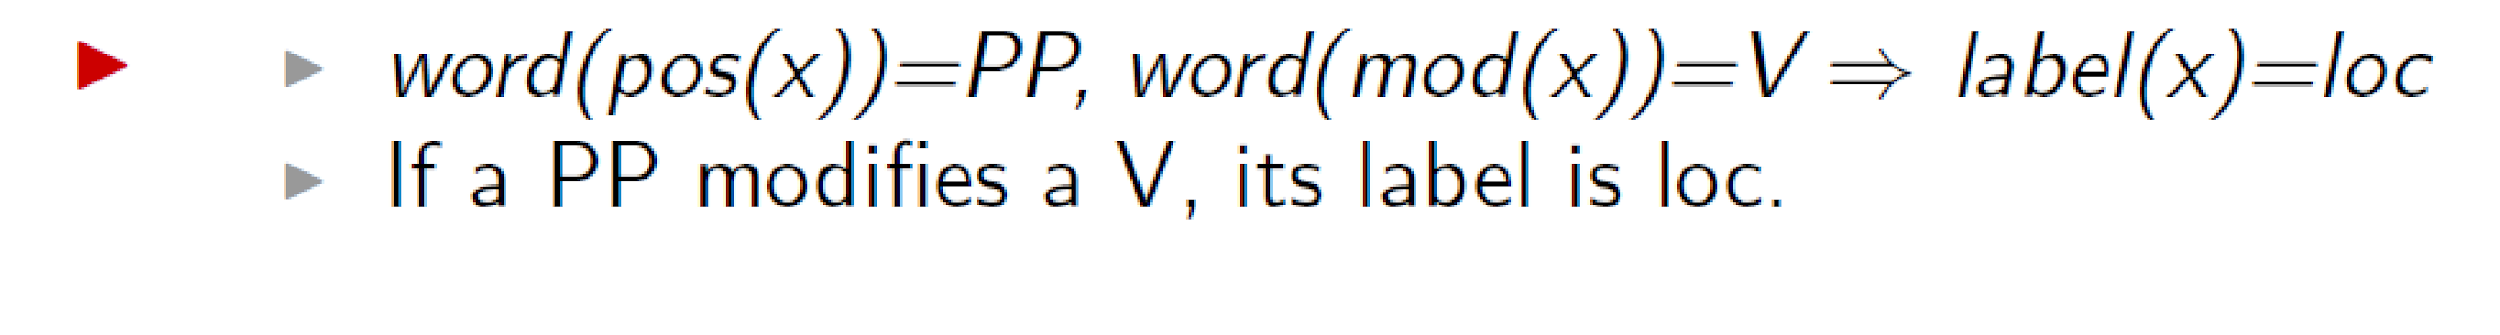 word(pos(x))=PP, word(mod(x))=V ⇒ label(x)=loc
If a PP modifies a V, its label is loc.